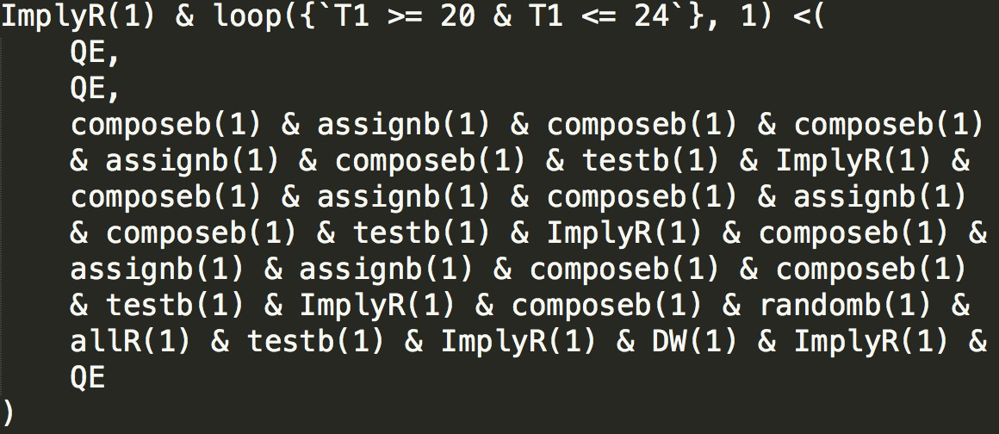 ImplyR(1) & loop({`T1 >= 20 & T1 <= 24`}, 1) <(
QE,
QE,
composeb(1) & assignb(1) & composeb(1) & composeb(1)
& assignb(1) & composeb(1) & testb(1) & ImplyR(1) &
composeb(1) & assignb(1) & composeb(1) & assignb(1)
& composeb(1) & testb(1) & ImplyR(1) & composeb(1) &
assignb(1) & assignb(1) & composeb(1) & composeb(1)
& testb(1) & ImplyR(1) & composeb(1) & randomb(1) &
allR(1) & testb(1) & ImplyR(1) & DW(1) & ImplyR(1) &
QE
)